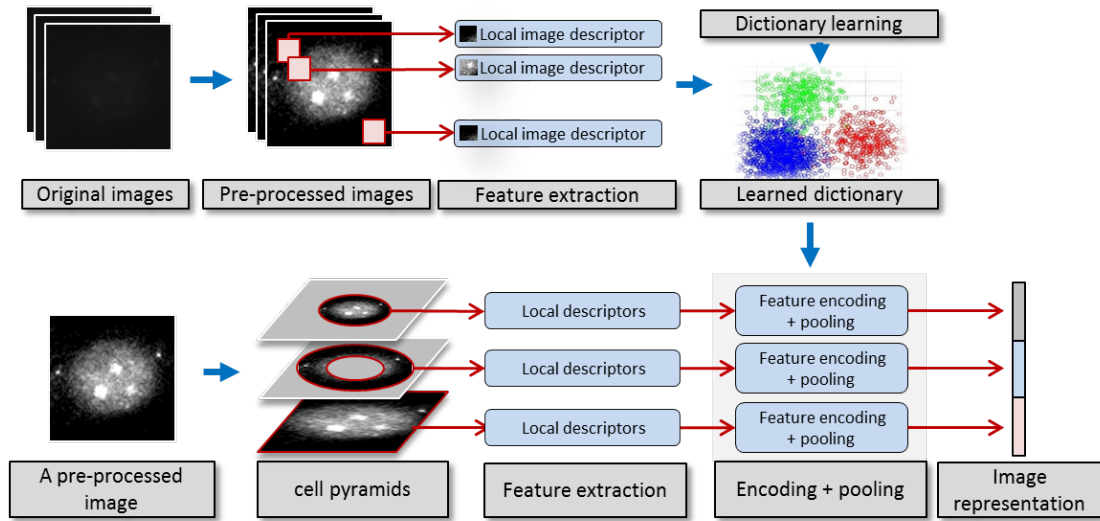 Local image descriptor
Local image descriptor
Local image descriptor
Dictionary learning
Original images
Pre-processed images
Feature extraction
Learned dictionary
Local descriptors
Feature encoding
+ pooling
Local descriptors
Feature encoding
+ pooling
Local descriptors
Feature encoding
+ pooling
A pre-processed
image
cell pyramids
Feature extraction
Encoding + pooling
Image
representation